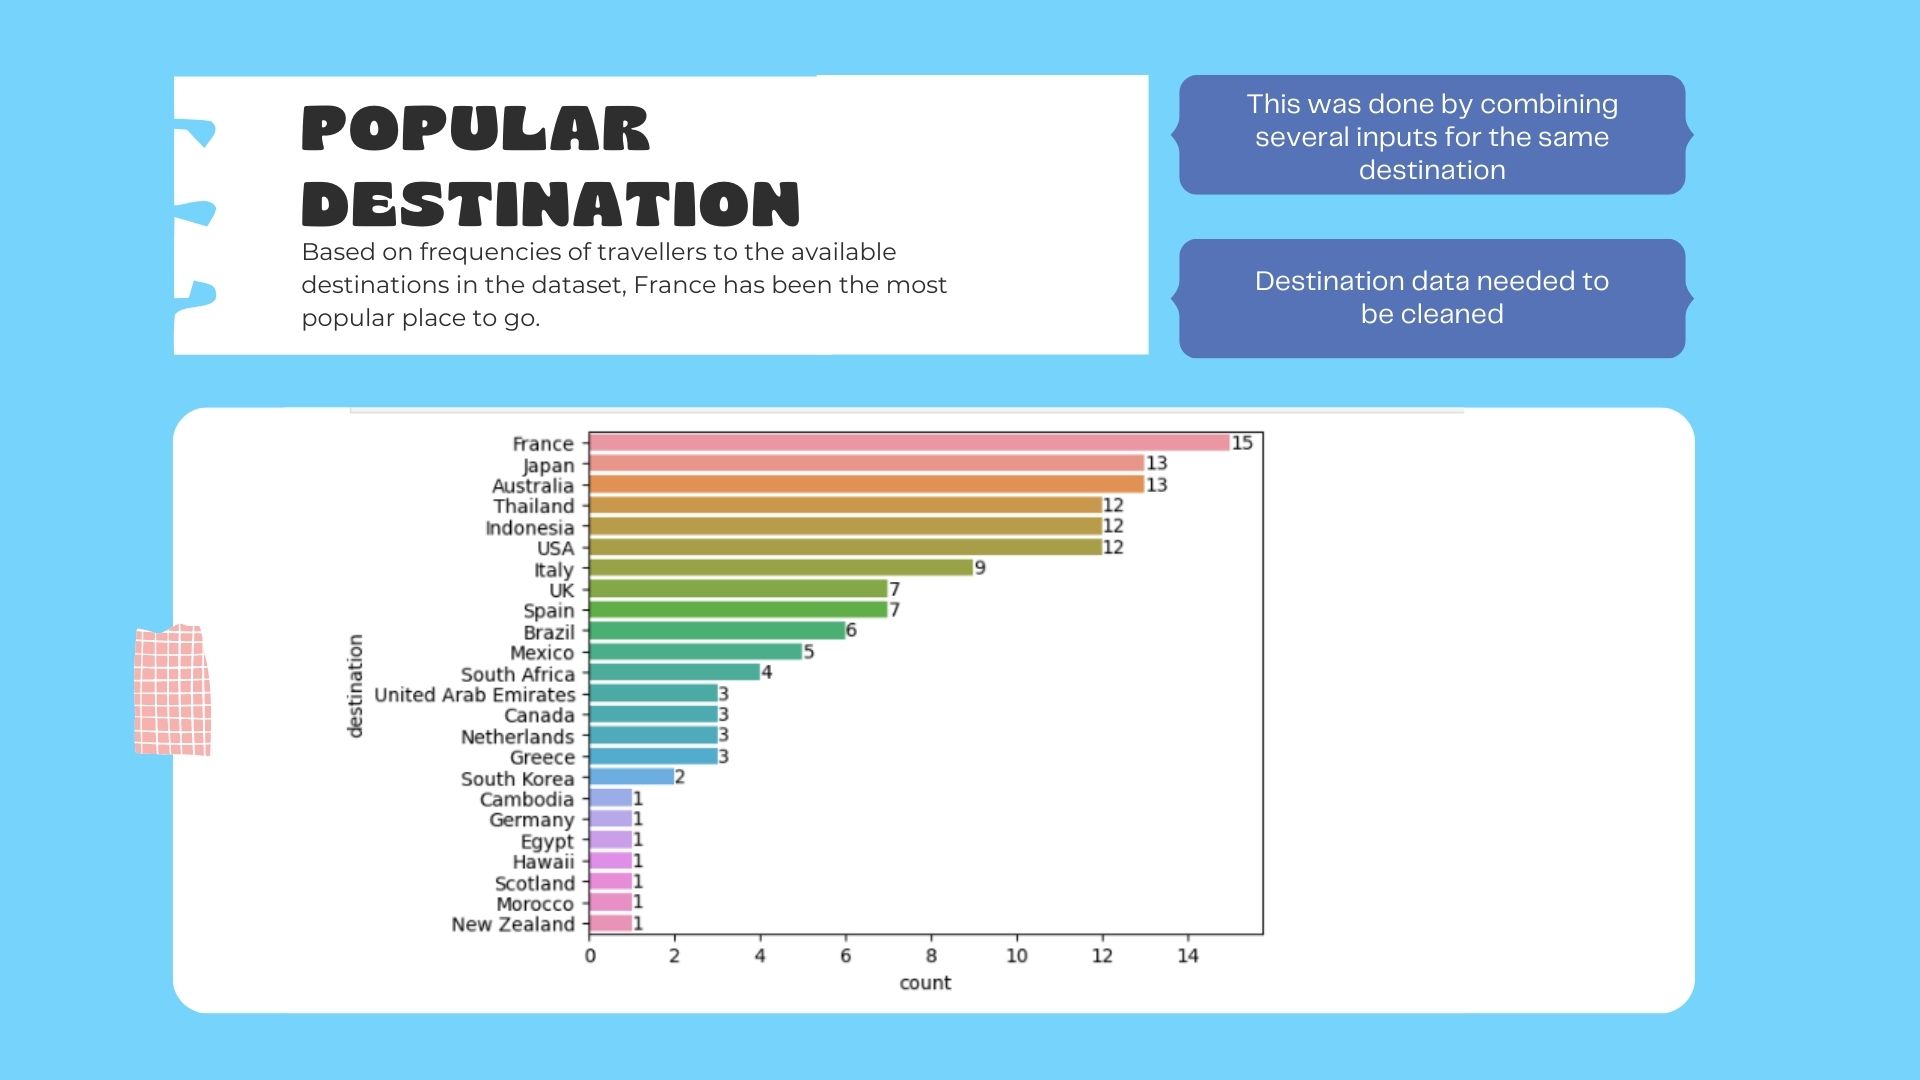 POPULAR
DESTINATION
Based on frequencies of travellers to the available
destinations in the dataset, France has been the most
popular place to go.
This was done by combining
several inputs for the same
destination
Destination data needed to
be cleaned
destination
France 15
Japan 13
Australia 13
Thailand 12
Indonesia 12
USA 12
Italy 9
UK 7
Spain 7
Brazil 6
Mexico 5
South Africa 4
United Arab Emirates 3
Canada 3
Netherlands 3
Greece 3
South Korea 2
Cambodia 1
Germany 1
Egypt 1
Hawaii 1
Scotland 1
Morocco 1
New Zealand 1
0 2 4 6 8 10 12 14
count